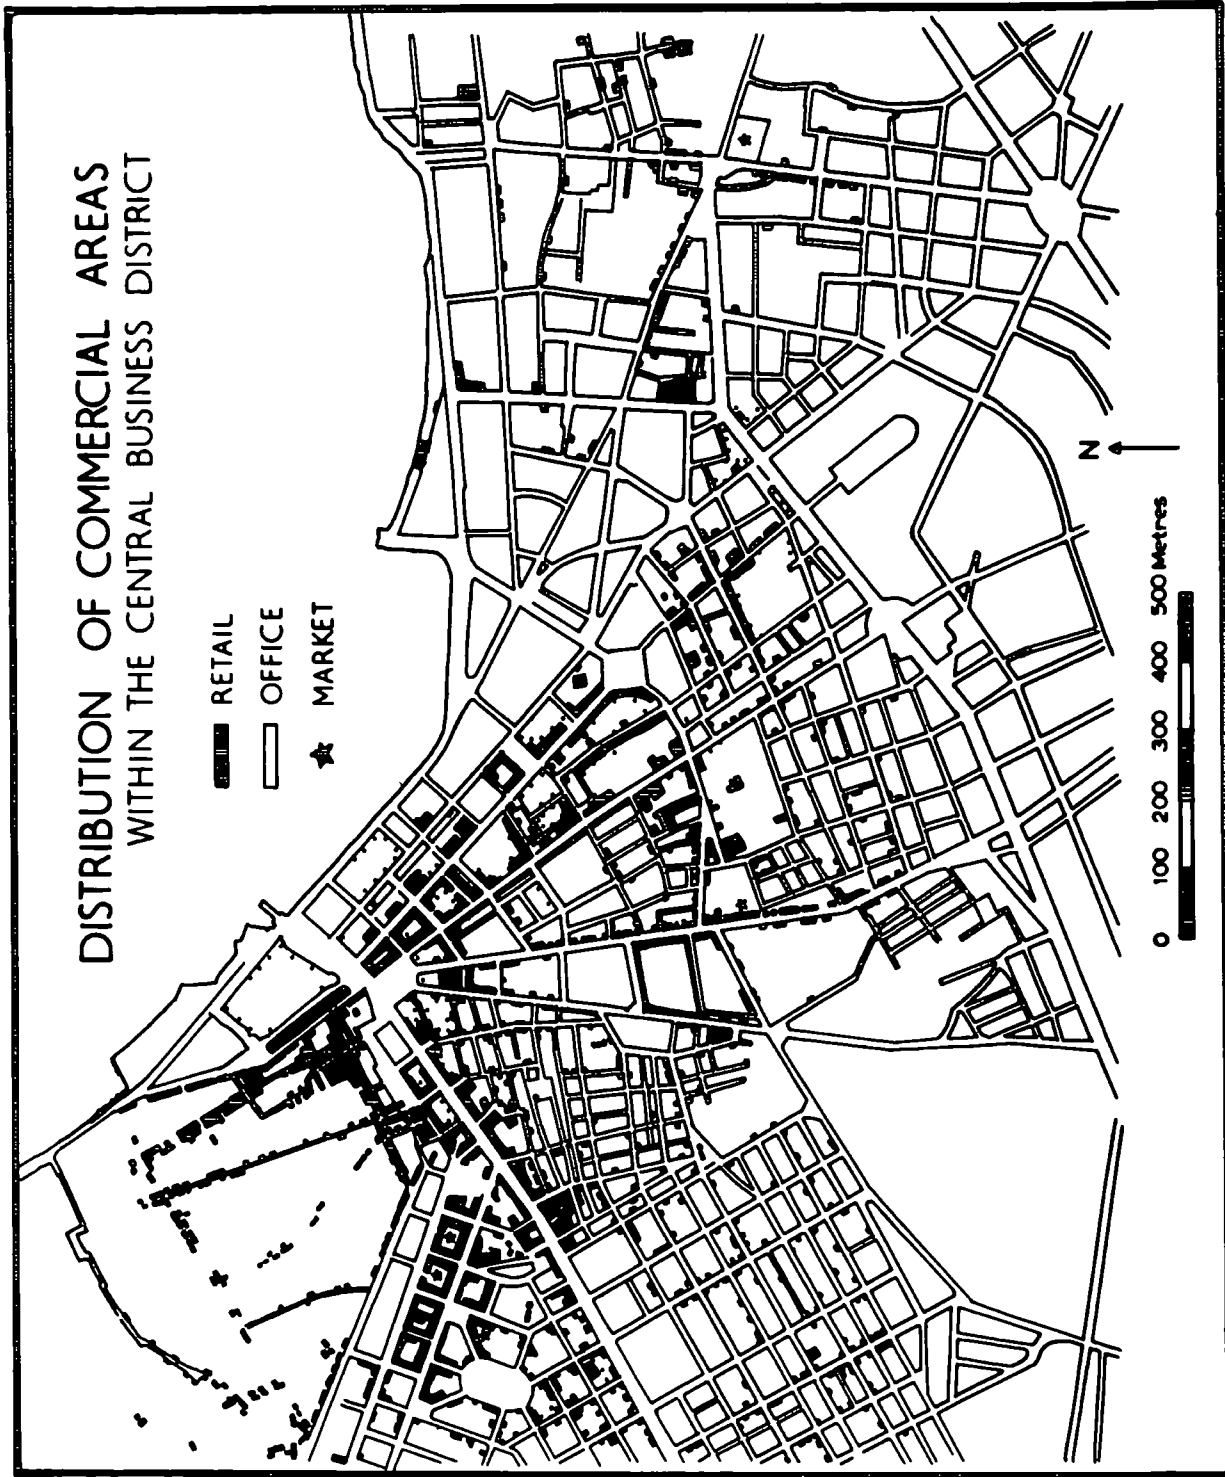 DISTRIBUTION OF COMMERCIAL AREAS
WITHIN THE CENTRAL BUSINESS DISTRICT
RETAIL
OFFICE
MARKET
N
0 100 200 300 400 500 Metres